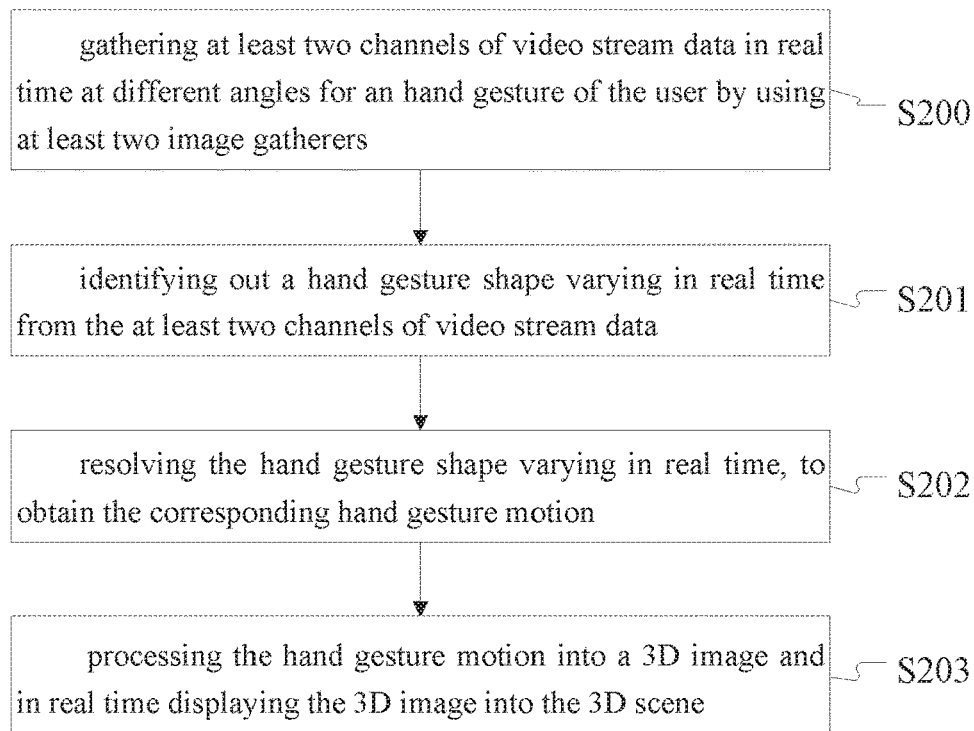 gathering at least two channels of video stream data in real
time at different angles for an hand gesture of the user by using
at least two image gatherers
S200
identifying out a hand gesture shape varying in real time
from the at least two channels of video stream data
S201
resolving the hand gesture shape varying in real time, to
obtain the corresponding hand gesture motion
S202
processing the hand gesture motion into a 3D image and
in real time displaying the 3D image into the 3D scene
S203